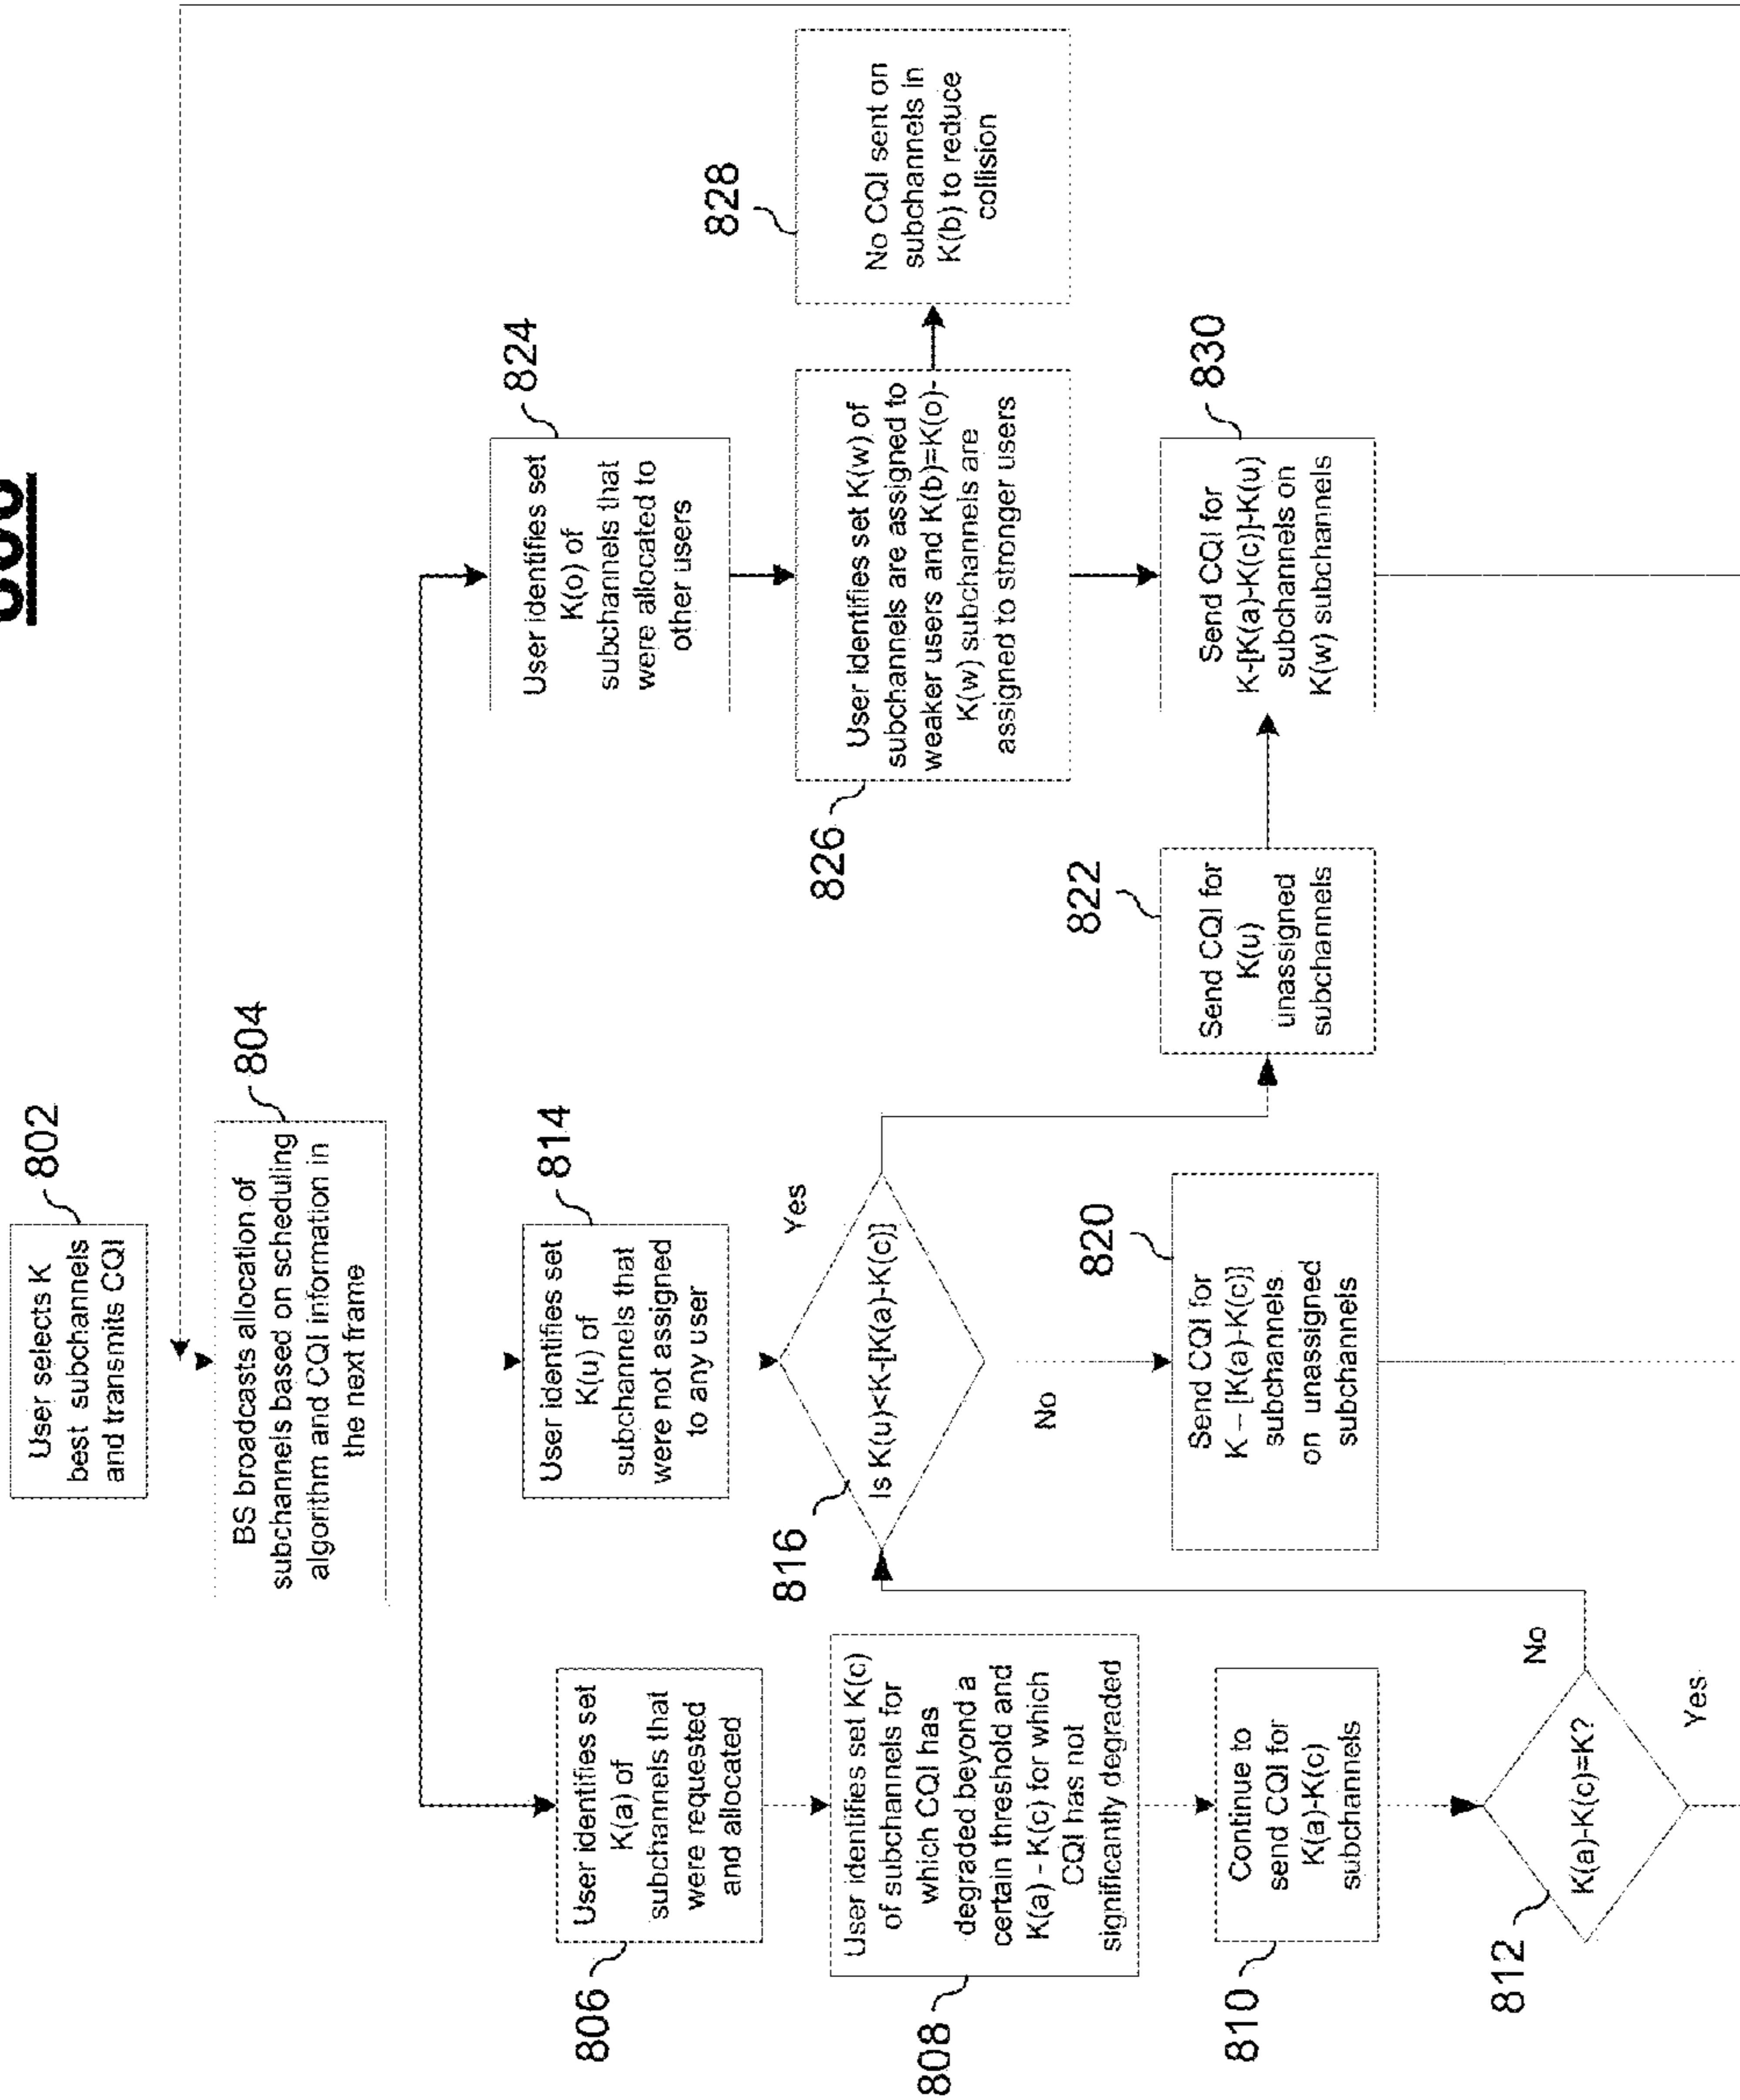 802
User selects K
best subchannels
and transmits CQI
804
BS broadcasts allocation of
subchannels based on scheduling
algorithm and CQI information in
the next frame
806
User identifies set
K(a) of
subchannels that
were requested
and allocated
808
User identifies set K(c)
of subchannels for
which CQI has
degraded beyond a
certain threshold and
K(a) - K(c) for which
CQI has not
significantly degraded
810
Continue to
send CQI for
K(a)-K(c)
subchannels
812
K(a)-K(c)=K?
No
Yes
814
User identifies set
K(u) of
subchannels that
were not assigned
to any user
816
Is K(u)<K-[K(a)-K(c)]
Yes
No
820
Send CQI for
K – [K(a)-K(c)]
subchannels
on unassigned
subchannels
822
Send CQI for
K(u)
unassigned
subchannels
824
User identifies set
K(o) of
subchannels that
were allocated to
other users
826
User identifies set K(w) of
subchannels are assigned to
weaker users and K(b)=K(o)-
K(w) subchannels are
assigned to stronger users
828
No CQI sent on
subchannels in
K(b) to reduce
collision
830
Send CQI for
K-[K(a)-K(c)]-K(u)
subchannels on
K(w) subchannels